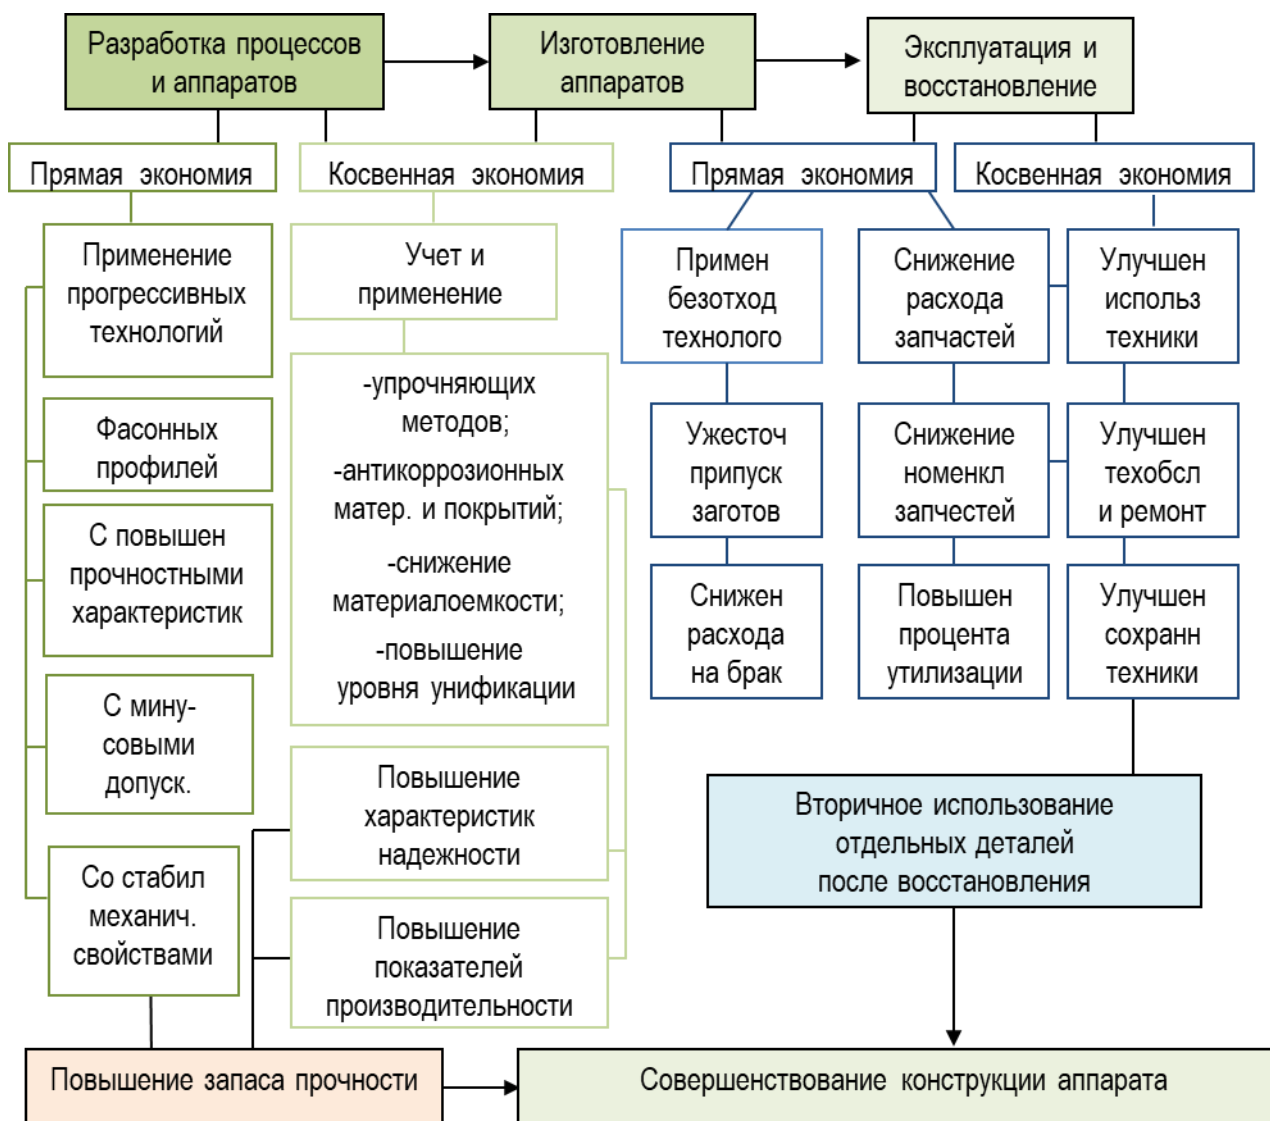 Разработка процессов
и аппаратов
Изготовление
аппаратов
Эксплуатация и
восстановление
Прямая экономия
Косвенная экономия
Прямая экономия
Косвенная экономия
Применение
прогрессивных
технологий
Фасонных
профилей
С повышен
прочностными
характеристик
С мину-
совыми
допуск.
Со стабил
механич.
свойствами
Учет и
применение
-упрочняющих
методов;
-антикоррозионных
матер. и покрытий;
-снижение
материалоемкости;
-повышение
уровня унификации
Повышение
характеристик
надежности
Повышение
показателей
производительности
Примен
безотход
технолого
Ужесточ
припуск
заготов
Снижен
расхода
на брак
Снижение
расхода
запчастей
Снижение
номенкл
запчестей
Повышен
процента
утилизации
Улучшен
использ
техники
Улучшен
техобсл
и ремонт
Улучшен
сохранн
техники
Вторичное использование
отдельных деталей
после восстановления
Повышение запаса прочности
Совершенствование конструкции аппарата